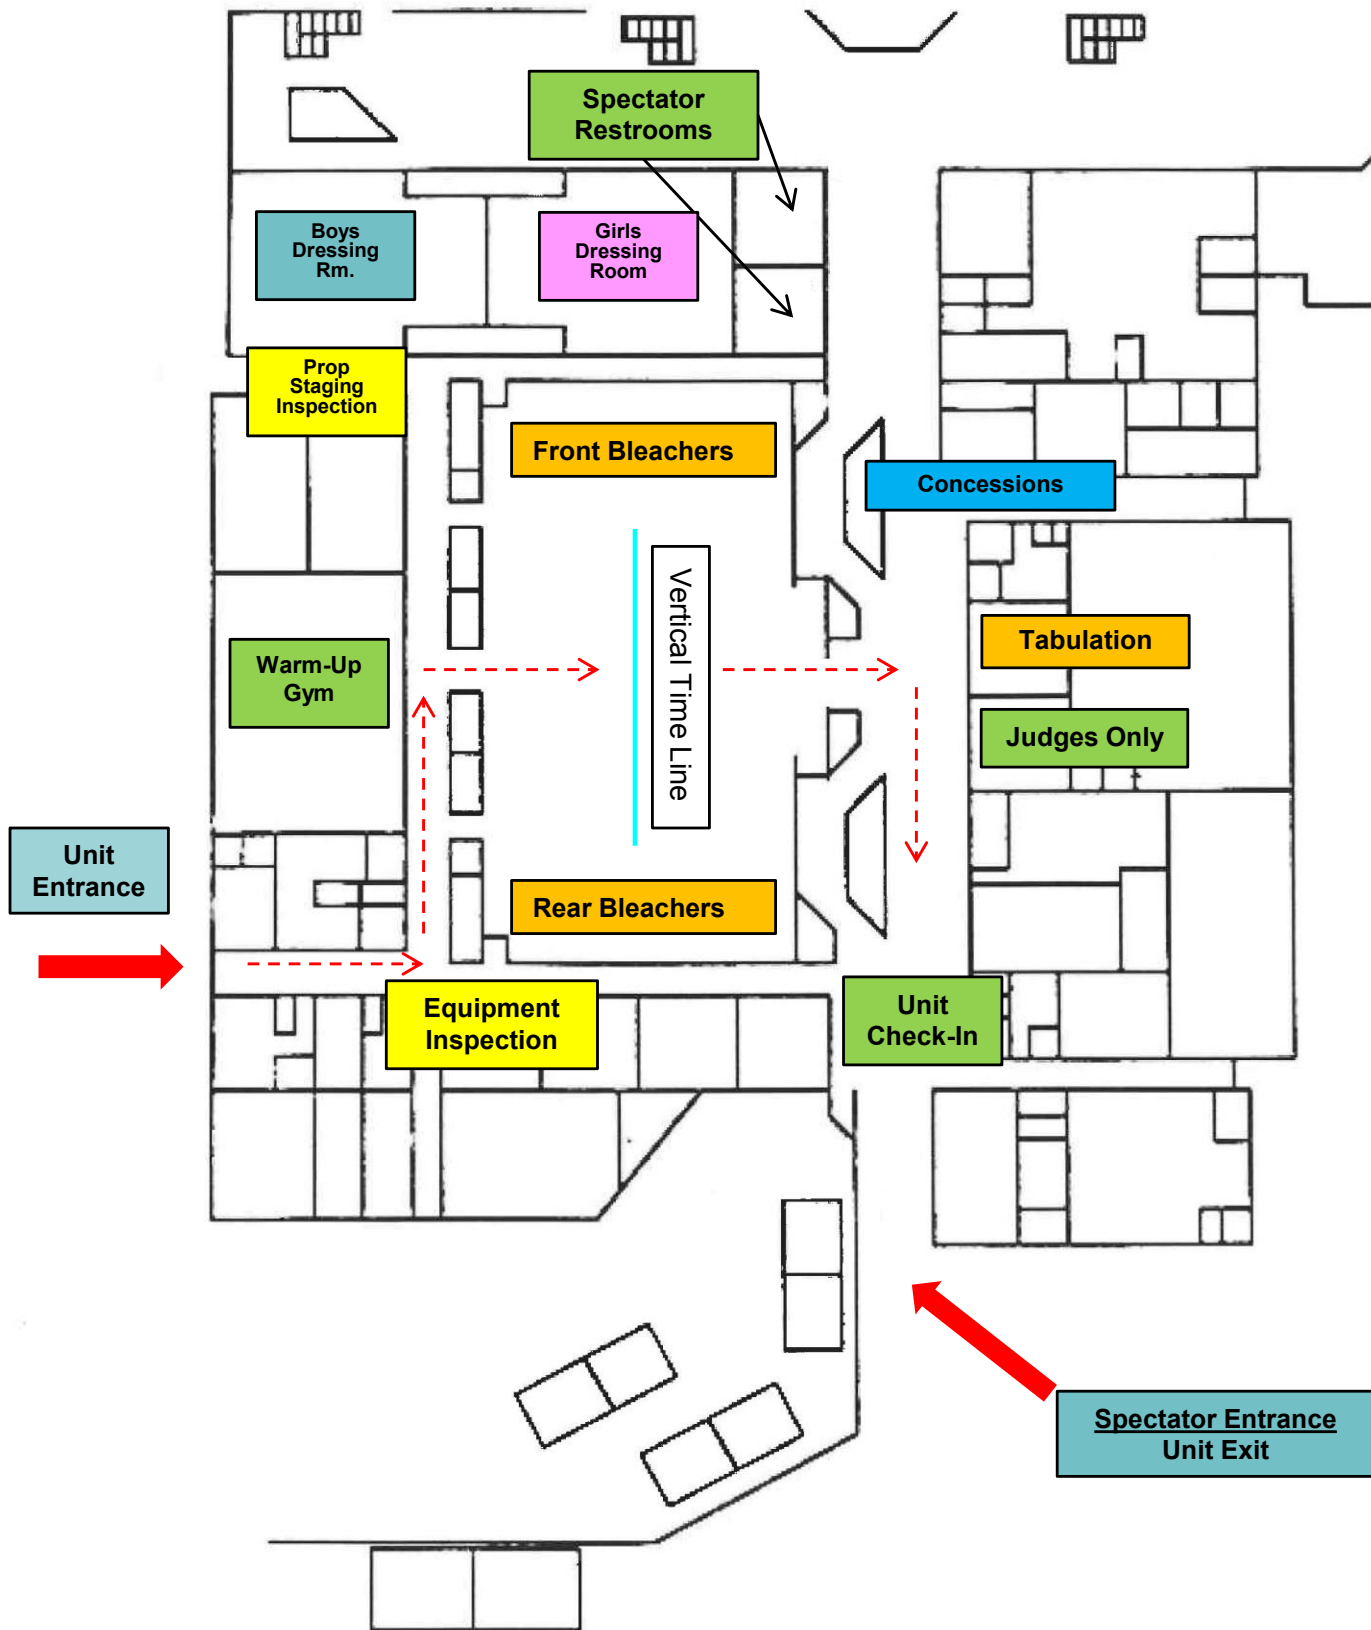 Spectator
Restrooms
Boys
Dressing
Rm.
Girls
Dressing
Room
Prop
Staging
Inspection
Front Bleachers
Concessions
Vertical Time Line
Warm-Up
Gym
Tabulation
Judges Only
Unit
Entrance
Rear Bleachers
Equipment
Inspection
Unit
Check-In
Spectator Entrance
Unit Exit